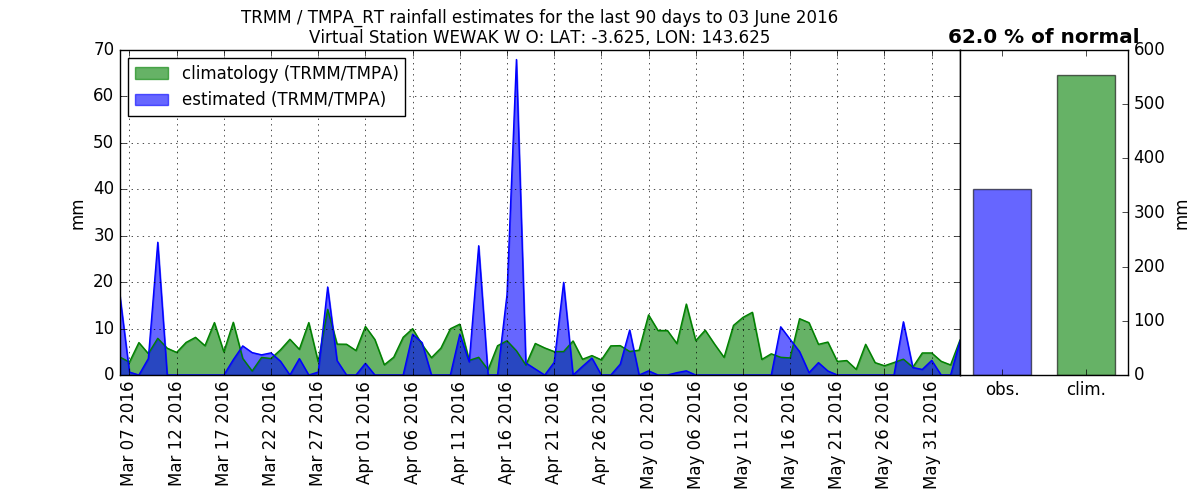 TRMM / TMPA_RT rainfall estimates for the last 90 days to 03 June 2016
Virtual Station WEWAK W O: LAT: -3.625, LON: 143.625
62.0 % of normal
climatology (TRMM/TMPA)
estimated (TRMM/TMPA)
mm
70
60
50
40
30
20
10
0
Mar 07 2016
Mar 12 2016
Mar 17 2016
Mar 22 2016
Mar 27 2016
Apr 01 2016
Apr 06 2016
Apr 11 2016
Apr 16 2016
Apr 21 2016
Apr 26 2016
May 01 2016
May 06 2016
May 11 2016
May 16 2016
May 21 2016
May 26 2016
May 31 2016
obs.
clim.
600
500
400
300
200
100
0
mm